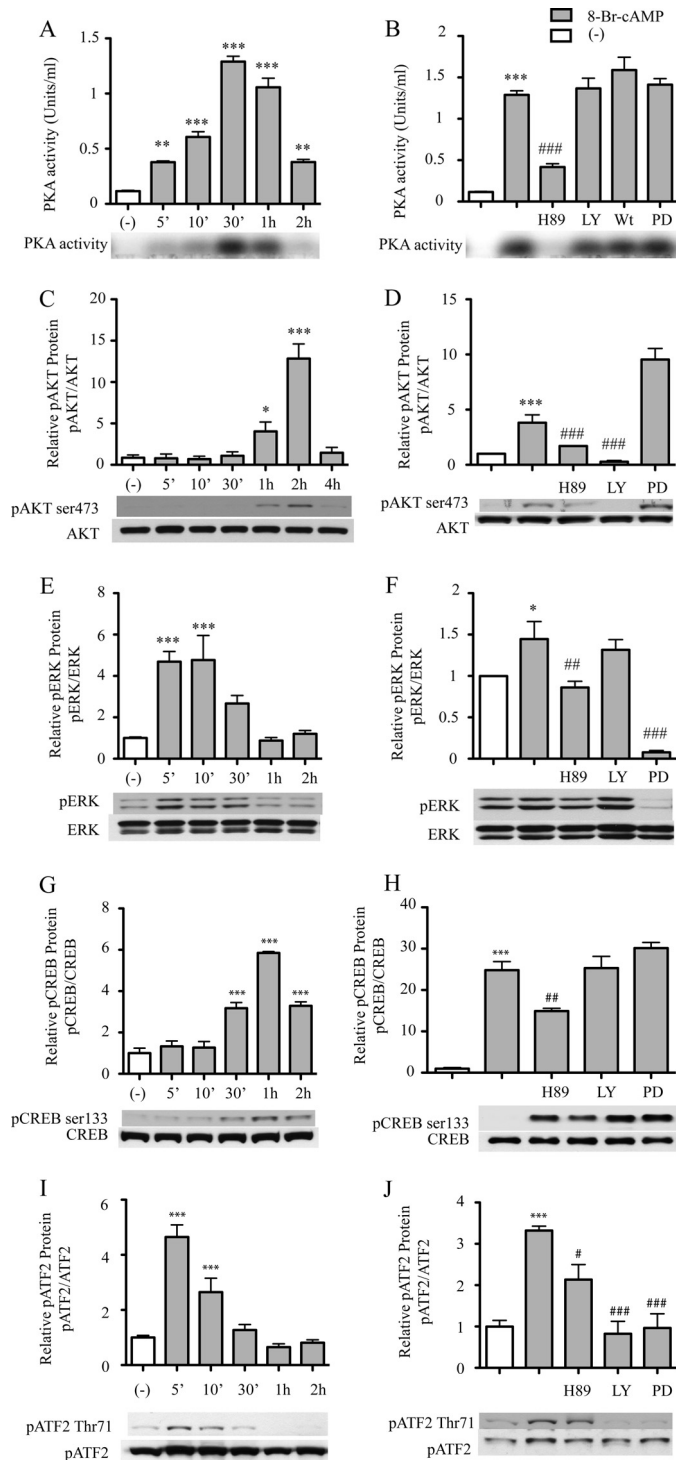 A
B
8-Br-cAMP
(-)
PKA activity (Units/ml)
2.0
1.5
1
0.5
0
** *** *** *** **
(-) 5’ 10’ 30’ 1h 2h
PKA activity
PKA activity (Units/ml)
2.0
1.5
1.0
0.5
0
*** ###
H89 LY Wt PD
PKA activity
C
Relative pAKT Protein
pAKT/AKT
20
15
10
5
0
* ***
(-) 5’ 10’ 30’ 1h 2h 4h
pAKT ser473
AKT
D
Relative pAKT Protein
pAKT/AKT
15
10
5
0
*** ### ###
H89 LY PD
pAKT ser473
AKT
E
Relative pERK Protein
pERK/ERK
8
6
4
2
0
*** ***
(-) 5’ 10’ 30’ 1h 2h
pERK
ERK
F
Relative pERK Protein
pERK/ERK
2
1.5
1
0.5
0
* ## ###
H89 LY PD
pERK
ERK
G
Relative pCREB Protein
pCREB/CREB
8
6
4
2
0
*** *** ***
(-) 5’ 10’ 30’ 1h 2h
pCREB ser133
CREB
H
Relative pCREB Protein
pCREB/CREB
40
30
20
10
0
*** ##
H89 LY PD
pCREB ser133
CREB
I
Relative pATF2 Protein
pATF2/ATF2
6
4
2
0
*** ***
(-) 5’ 10’ 30’ 1h 2h
pATF2 Thr71
pATF2
J
Relative pATF2 Protein
pATF2/ATF2
4
3
2
1
0
*** # ### ###
H89 LY PD
pATF2 Thr71
pATF2